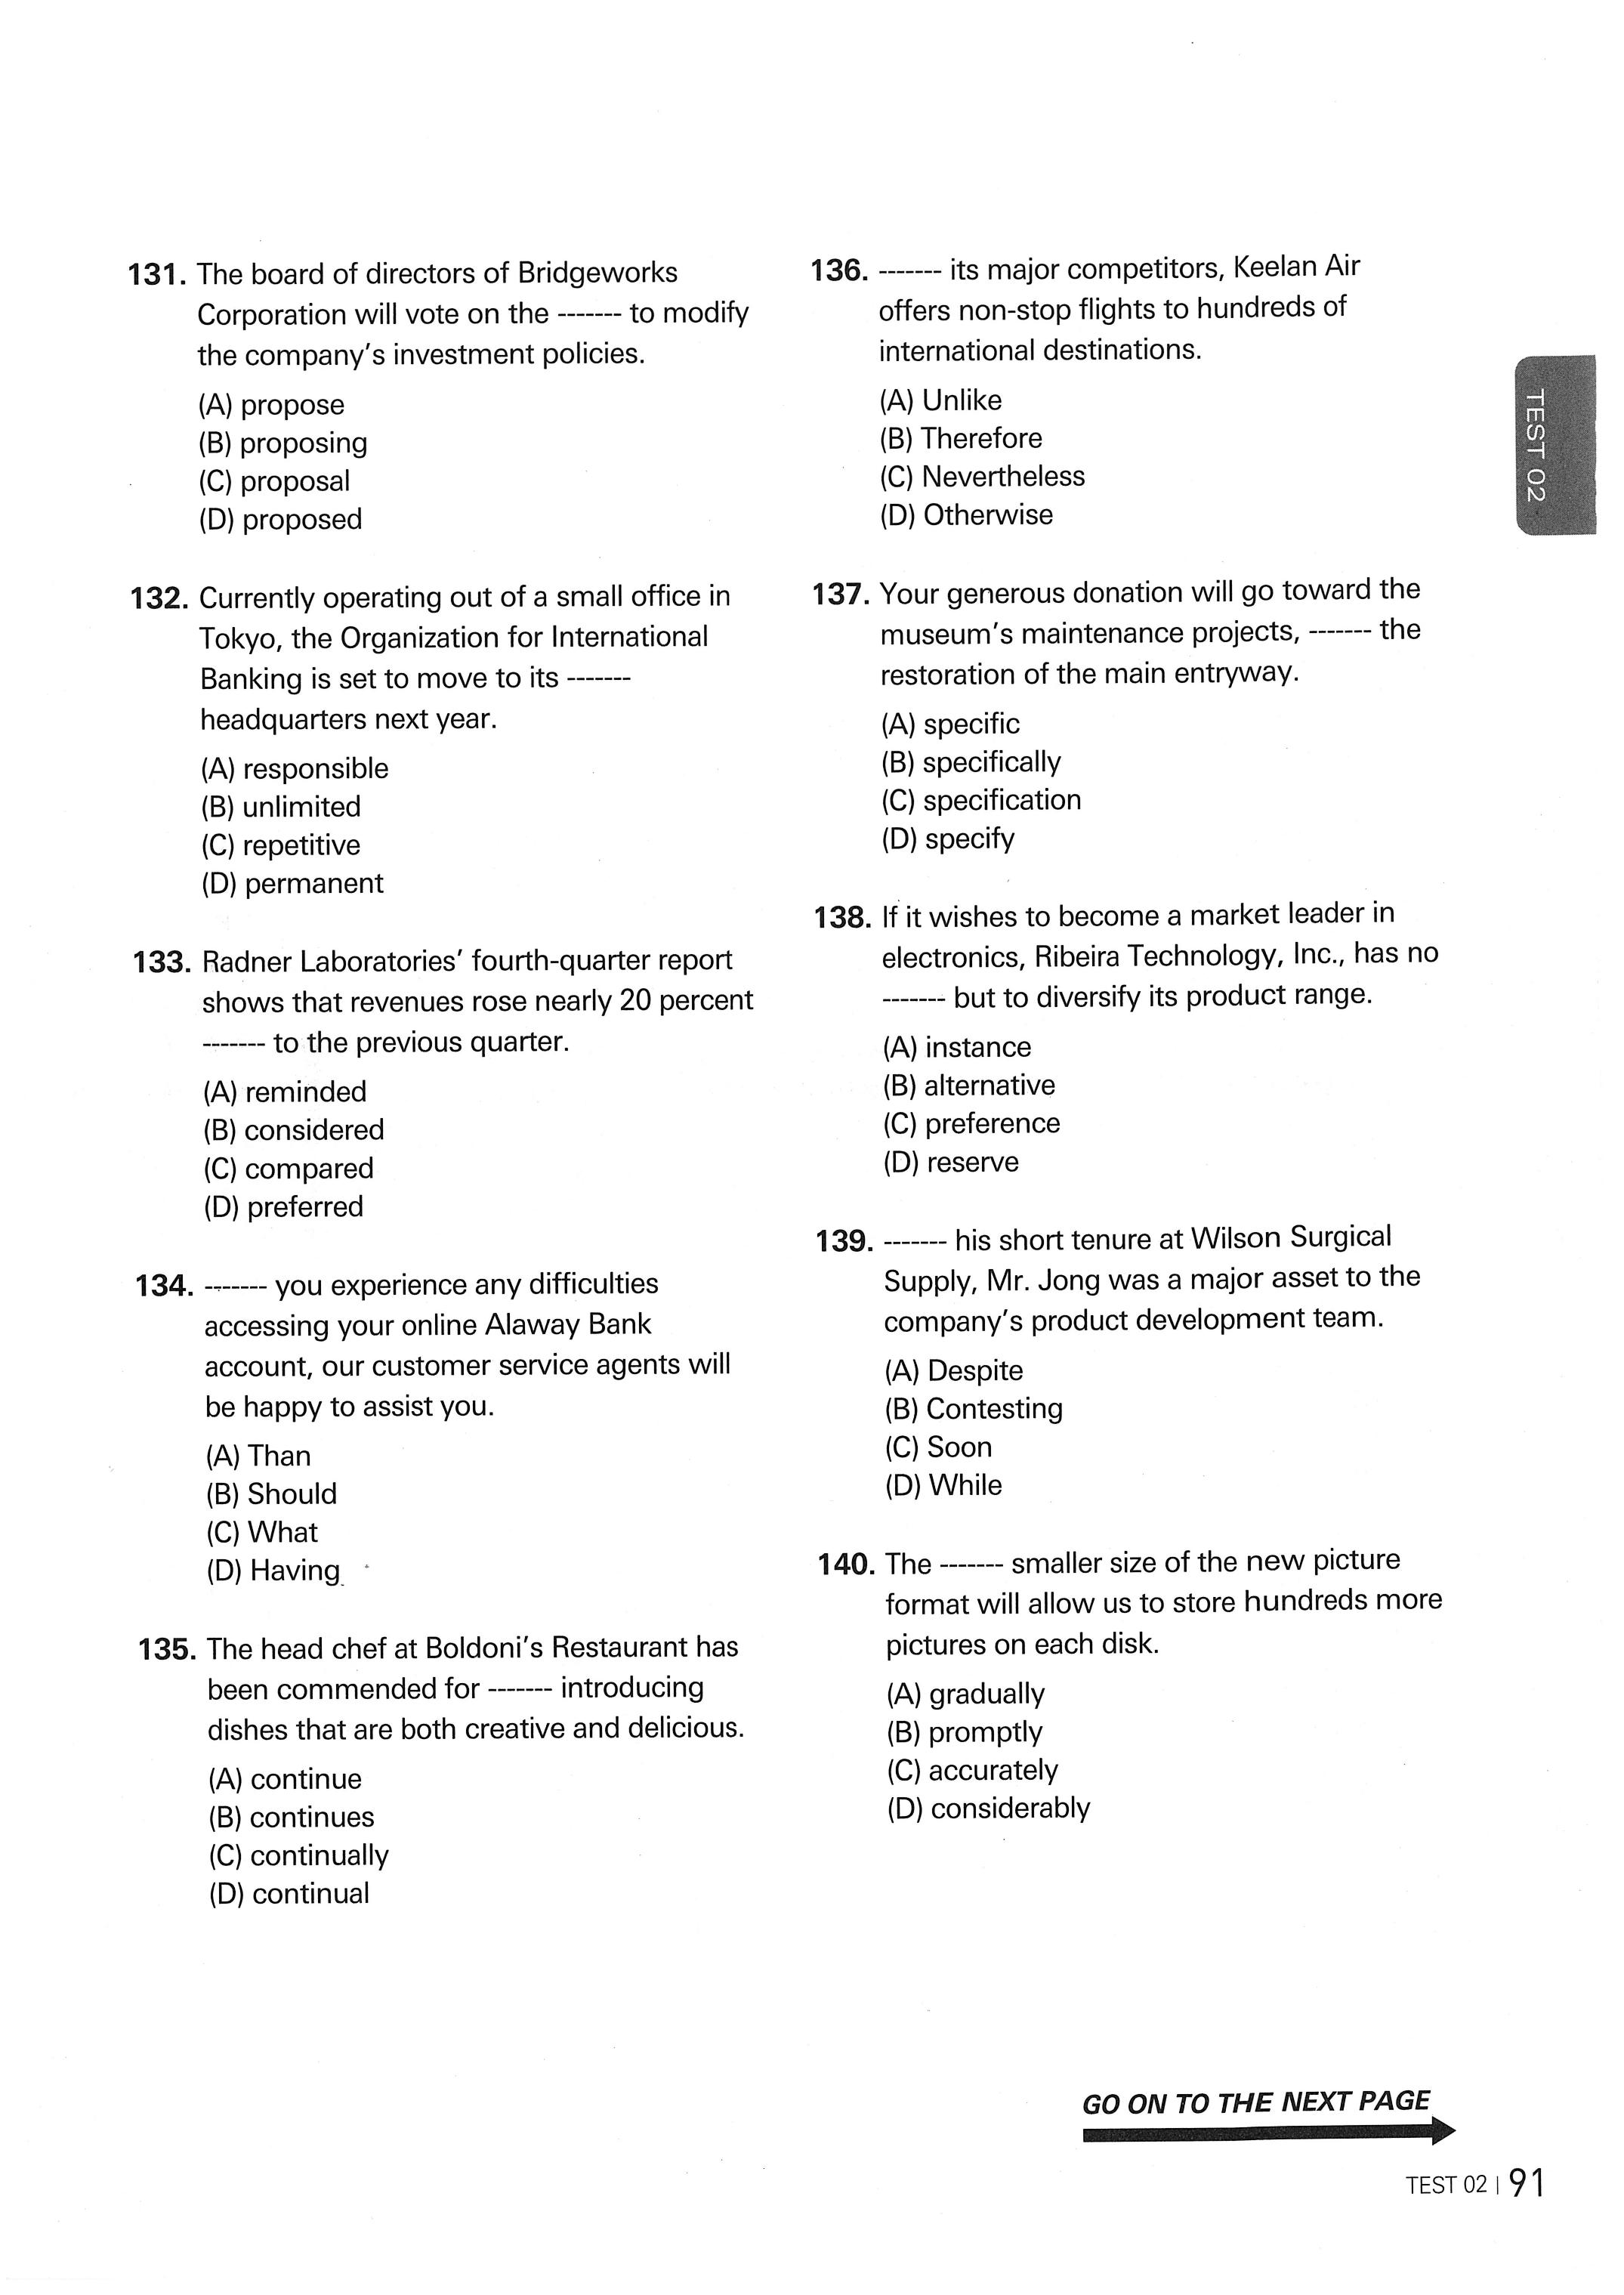 131. The board of directors of Bridgeworks
Corporation will vote on the ------- to modify
the company's investment policies.
(A) propose
(B) proposing
(C) proposal
(D) proposed
132. Currently operating out of a small office in
Tokyo, the Organization for International
Banking is set to move to its -------
headquarters next year.
(A) responsible
(B) unlimited
(C) repetitive
(D) permanent
133. Radner Laboratories' fourth-quarter report
shows that revenues rose nearly 20 percent
------- to the previous quarter.
(A) reminded
(B) considered
(C) compared
(D) preferred
134. ------- you experience any difficulties
accessing your online Alaway Bank
account, our customer service agents will
be happy to assist you.
(A) Than
(B) Should
(C) What
(D) Having
135. The head chef at Boldoni's Restaurant has
been commended for ------- introducing
dishes that are both creative and delicious.
(A) continue
(B) continues
(C) continually
(D) continual
136. ------- its major competitors, Keelan Air
offers non-stop flights to hundreds of
international destinations.
(A) Unlike
(B) Therefore
(C) Nevertheless
(D) Otherwise
137. Your generous donation will go toward the
museum's maintenance projects, ------- the
restoration of the main entryway.
(A) specific
(B) specifically
(C) specification
(D) specify
138. If it wishes to become a market leader in
electronics, Ribeira Technology, Inc., has no
------- but to diversify its product range.
(A) instance
(B) alternative
(C) preference
(D) reserve
139. ------- his short tenure at Wilson Surgical
Supply, Mr. Jong was a major asset to the
company's product development team.
(A) Despite
(B) Contesting
(C) Soon
(D) While
140. The ------- smaller size of the new picture
format will allow us to store hundreds more
pictures on each disk.
(A) gradually
(B) promptly
(C) accurately
(D) considerably
TEST 02
GO ON TO THE NEXT PAGE
TEST 02 | 91